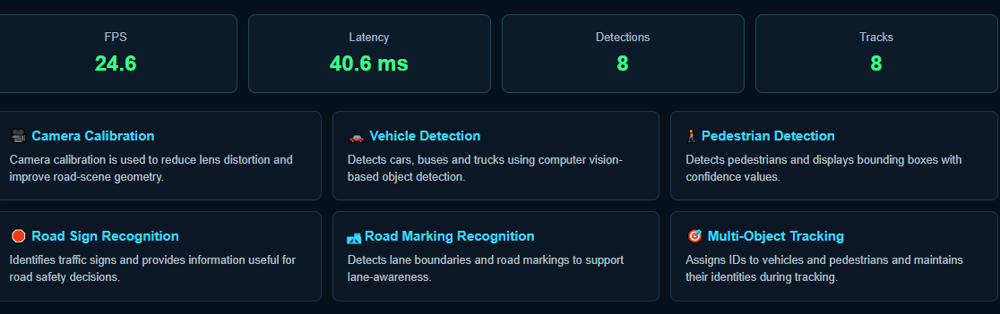 FPS
24.6
Latency
40.6 ms
Detections
8
Tracks
8
Camera Calibration
Camera calibration is used to reduce lens distortion and
improve road-scene geometry.
Vehicle Detection
Detects cars, buses and trucks using computer vision-
based object detection.
Pedestrian Detection
Detects pedestrians and displays bounding boxes with
confidence values.
Road Sign Recognition
Identifies traffic signs and provides information useful for
road safety decisions.
Road Marking Recognition
Detects lane boundaries and road markings to support
lane-awareness.
Multi-Object Tracking
Assigns IDs to vehicles and pedestrians and maintains
their identities during tracking.